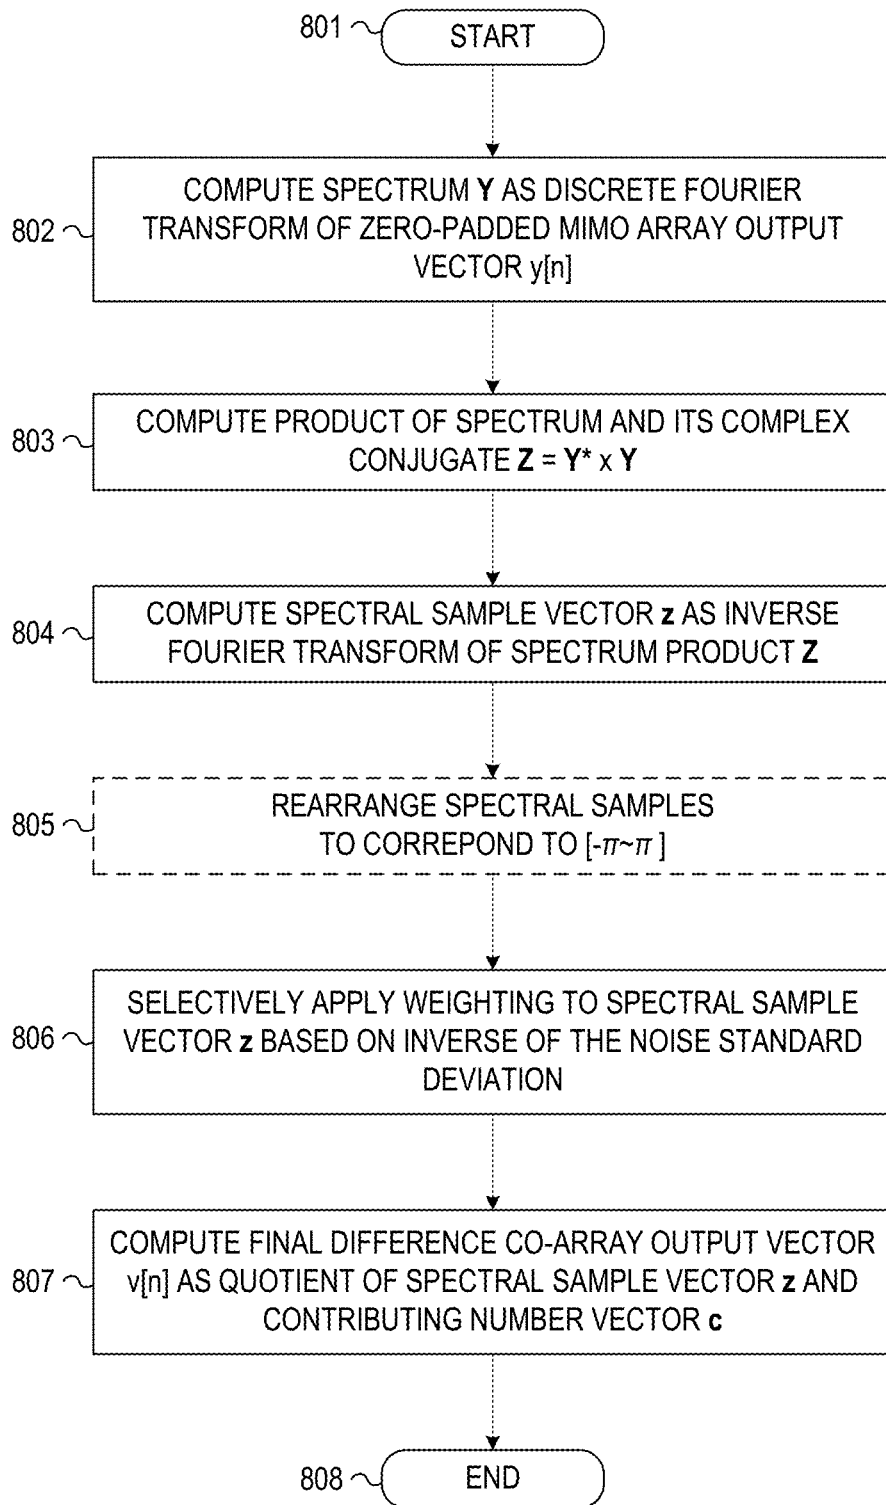 801
START
802
COMPUTE SPECTRUM Y AS DISCRETE FOURIER
TRANSFORM OF ZERO-PADDED MIMO ARRAY OUTPUT
VECTOR y[n]
803
COMPUTE PRODUCT OF SPECTRUM AND ITS COMPLEX
CONJUGATE Z = Y* x Y
804
COMPUTE SPECTRAL SAMPLE VECTOR z AS INVERSE
FOURIER TRANSFORM OF SPECTRUM PRODUCT Z
805
REARRANGE SPECTRAL SAMPLES
TO CORREPOND TO [-π~π ]
806
SELECTIVELY APPLY WEIGHTING TO SPECTRAL SAMPLE
VECTOR z BASED ON INVERSE OF THE NOISE STANDARD
DEVIATION
807
COMPUTE FINAL DIFFERENCE CO-ARRAY OUTPUT VECTOR
v[n] AS QUOTIENT OF SPECTRAL SAMPLE VECTOR z AND
CONTRIBUTING NUMBER VECTOR c
808
END